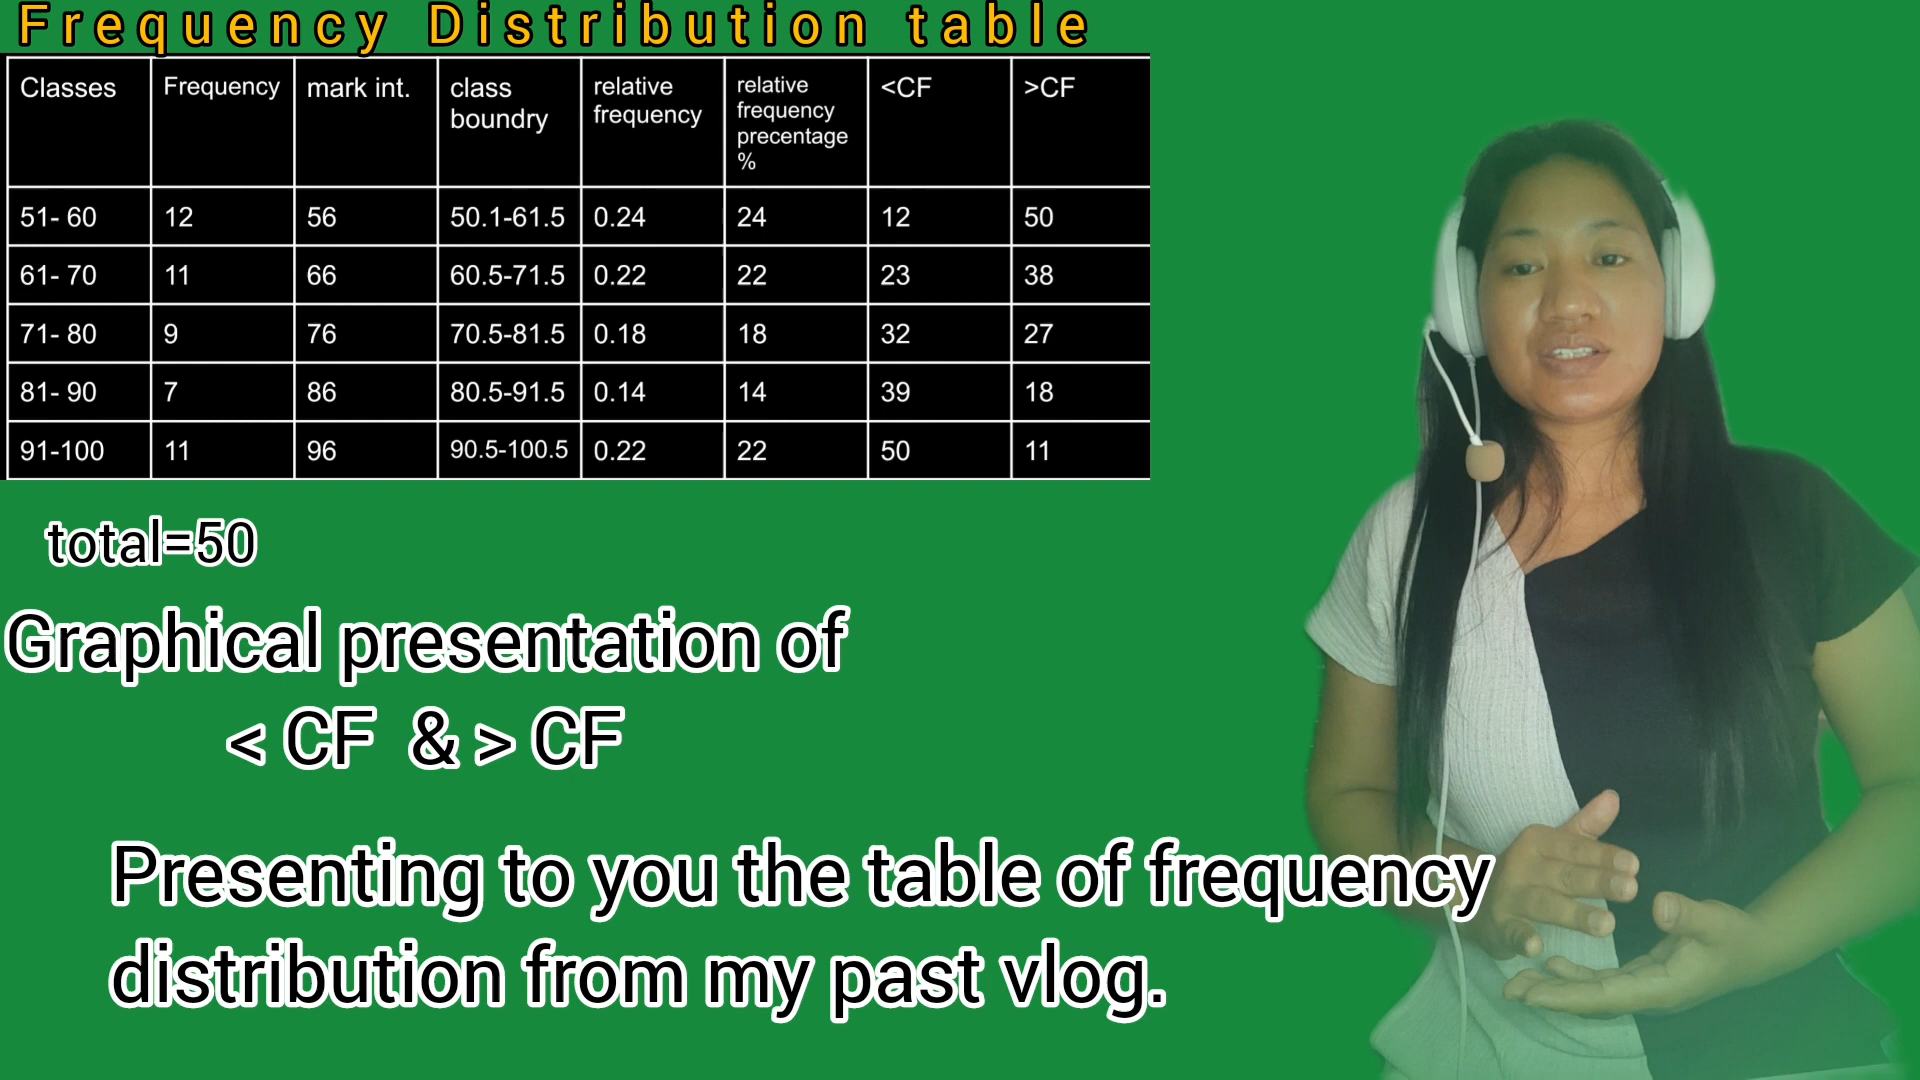 Frequency Distribution table
Classes Frequency mark int. class boundry relative frequency relative frequency precentage % <CF >CF
51- 60 12 56 50.1-61.5 0.24 24 12 50
61- 70 11 66 60.5-71.5 0.22 22 23 38
71- 80 9 76 70.5-81.5 0.18 18 32 27
81- 90 7 86 80.5-91.5 0.14 14 39 18
91-100 11 96 90.5-100.5 0.22 22 50 11
total=50
Graphical presentation of
< CF & > CF
Presenting to you the table of frequency
distribution from my past vlog.